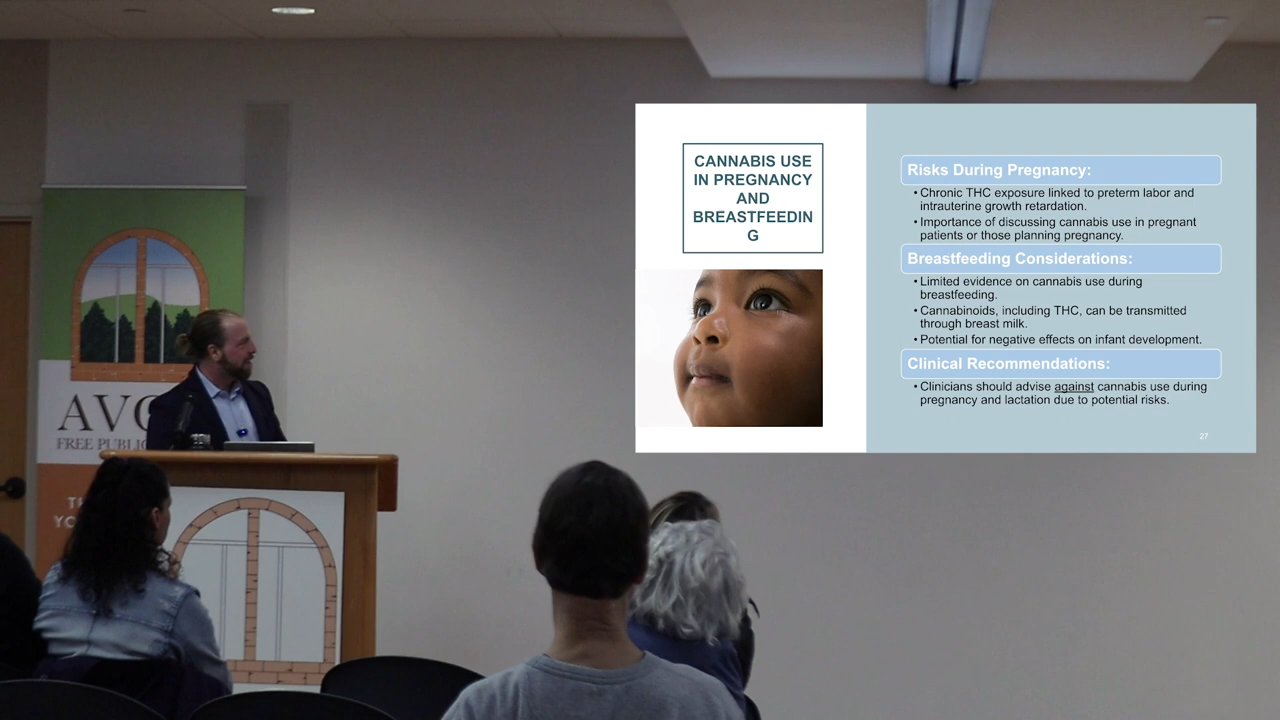 CANNABIS USE
IN PREGNANCY
AND
BREASTFEEDIN
G
Risks During Pregnancy:
• Chronic THC exposure linked to preterm labor and
intrauterine growth retardation.
• Importance of discussing cannabis use in pregnant
patients or those planning pregnancy.
Breastfeeding Considerations:
• Limited evidence on cannabis use during
breastfeeding.
• Cannabinoids, including THC, can be transmitted
through breast milk.
• Potential for negative effects on infant development.
Clinical Recommendations:
• Clinicians should advise against cannabis use during
pregnancy and lactation due to potential risks.
27
AVO
FREE PUBLIC